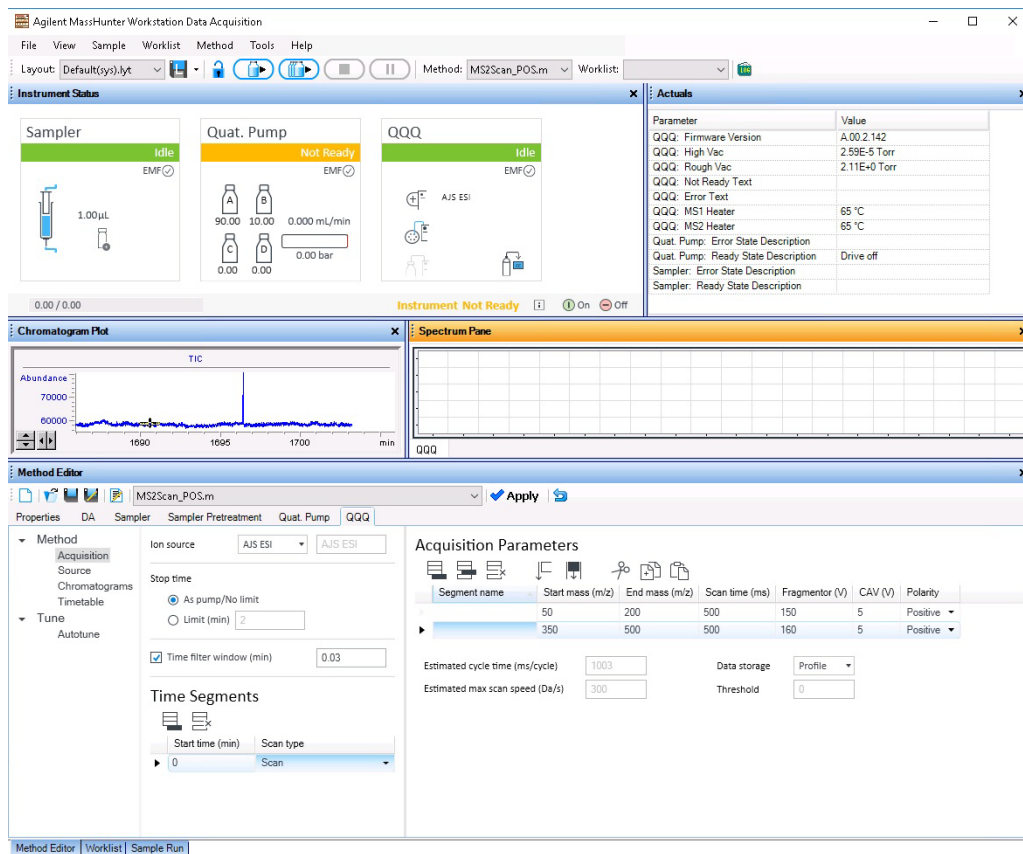 Agilent MassHunter Workstation Data Acquisition
File View Sample Worklist Method Tools Help
Layout: Default(sys).lyt Method: MS2Scan_POS.m Worklist: LOG
Instrument Status
Sampler
Idle
EMF
1.00µL
Quat. Pump
Not Ready
EMF
A B
90.00 10.00 0.000 mL/min
C D
0.00 0.00 0.00 bar
QQQ
Idle
EMF
AJS ESI
0.00 / 0.00 Instrument Not Ready i On Off
Actuals
Parameter Value
QQQ: Firmware Version A.00.2.142
QQQ: High Vac 2.59E-5 Torr
QQQ: Rough Vac 2.11E+0 Torr
QQQ: Not Ready Text
QQQ: Error Text
QQQ: MS1 Heater 65 °C
QQQ: MS2 Heater 65 °C
Quat. Pump: Error State Description
Quat. Pump: Ready State Description Drive off
Sampler: Error State Description
Sampler: Ready State Description
Chromatogram Plot
TIC
Abundance
70000
60000
1690 1695 1700 min
Spectrum Pane
QQQ
Method Editor
MS2Scan_POS.m Apply
Properties DA Sampler Sampler Pretreatment Quat. Pump QQQ
Method
Acquisition
Source
Chromatograms
Timetable
Tune
Autotune
Ion source AJS ESI AJS ESI
Stop time
As pump/No limit
Limit (min) 2
Time filter window (min) 0.03
Time Segments
Start time (min) Scan type
0 Scan
Acquisition Parameters
Segment name Start mass (m/z) End mass (m/z) Scan time (ms) Fragmentor (V) CAV (V) Polarity
50 200 500 150 5 Positive
350 500 500 160 5 Positive
Estimated cycle time (ms/cycle) 1003 Data storage Profile
Estimated max scan speed (Da/s) 300 Threshold 0
Method Editor Worklist Sample Run